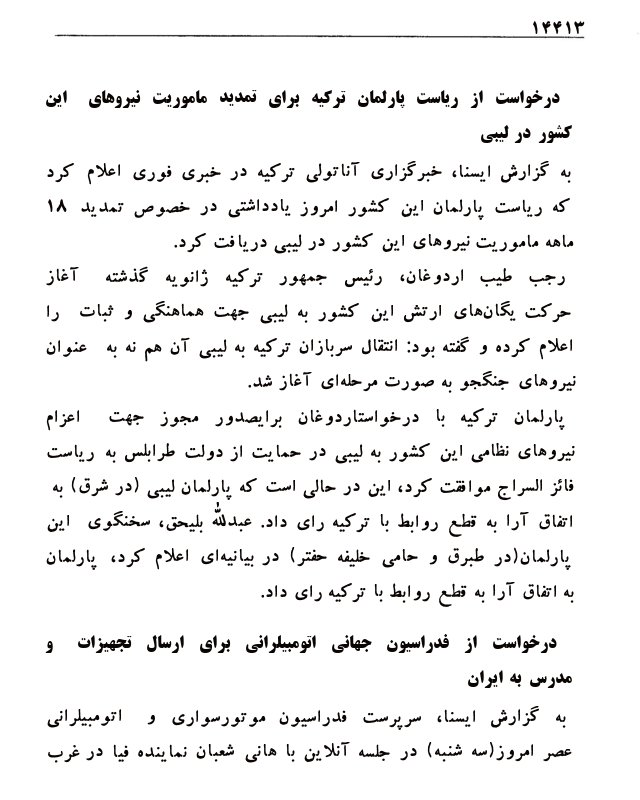 ۱۴۴۱۳
درخواست از ریاست پارلمان ترکیه برای تمدید ماموریت نیروهای این
کشور در لیبی
به گزارش ایسنا، خبرگزاری آناتولی ترکیه در خبری فوری اعلام کرد
که ریاست پارلمان این کشور امروز یادداشتی در خصوص تمدید ۱۸
ماهه ماموریت نیروهای این کشور در لیبی دریافت کرد.
رجب طیب اردوغان، رئیس جمهور ترکیه ژانویه گذشته آغاز
حرکت یگان‌های ارتش این کشور به لیبی جهت هماهنگی و ثبات را
اعلام کرده و گفته بود: انتقال سربازان ترکیه به لیبی آن هم نه به عنوان
نیروهای جنگجو به صورت مرحله‌ای آغاز شد.
پارلمان ترکیه با درخواستاردوغان برایصدور مجوز جهت اعزام
نیروهای نظامی این کشور به لیبی در حمایت از دولت طرابلس به ریاست
فائز السراج موافقت کرد، این در حالی است که پارلمان لیبی (در شرق) به
اتفاق آرا به قطع روابط با ترکیه رای داد. عبدلله بلیحق، سخنگوی این
پارلمان(در طبرق و حامی خلیفه حفتر) در بیانیه‌ای اعلام کرد، پارلمان
به اتفاق آرا به قطع روابط با ترکیه رای داد.
درخواست از فدراسیون جهانی اتومبیلرانی برای ارسال تجهیزات و
مدرس به ایران
به گزارش ایسنا، سرپرست فدراسیون موتورسواری و اتومبیلرانی
عصر امروز(سه شنبه) در جلسه آنلاین با هانی شعبان نماینده فیا در غرب